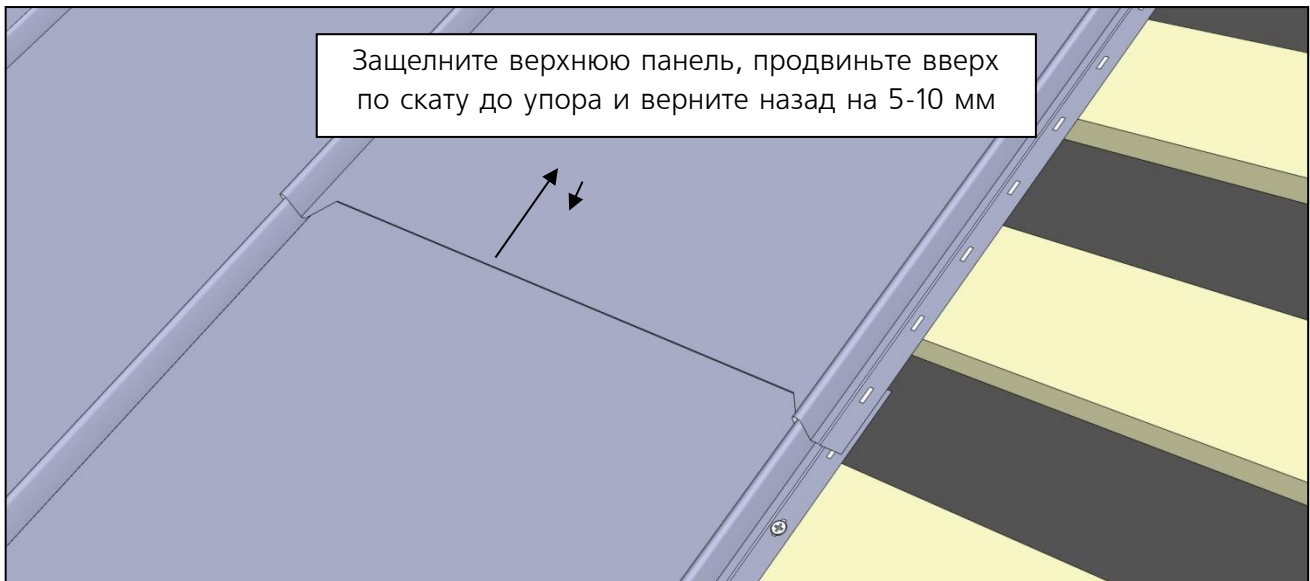 Защелните верхнюю панель, продвиньте вверх
по скату до упора и верните назад на 5-10 мм